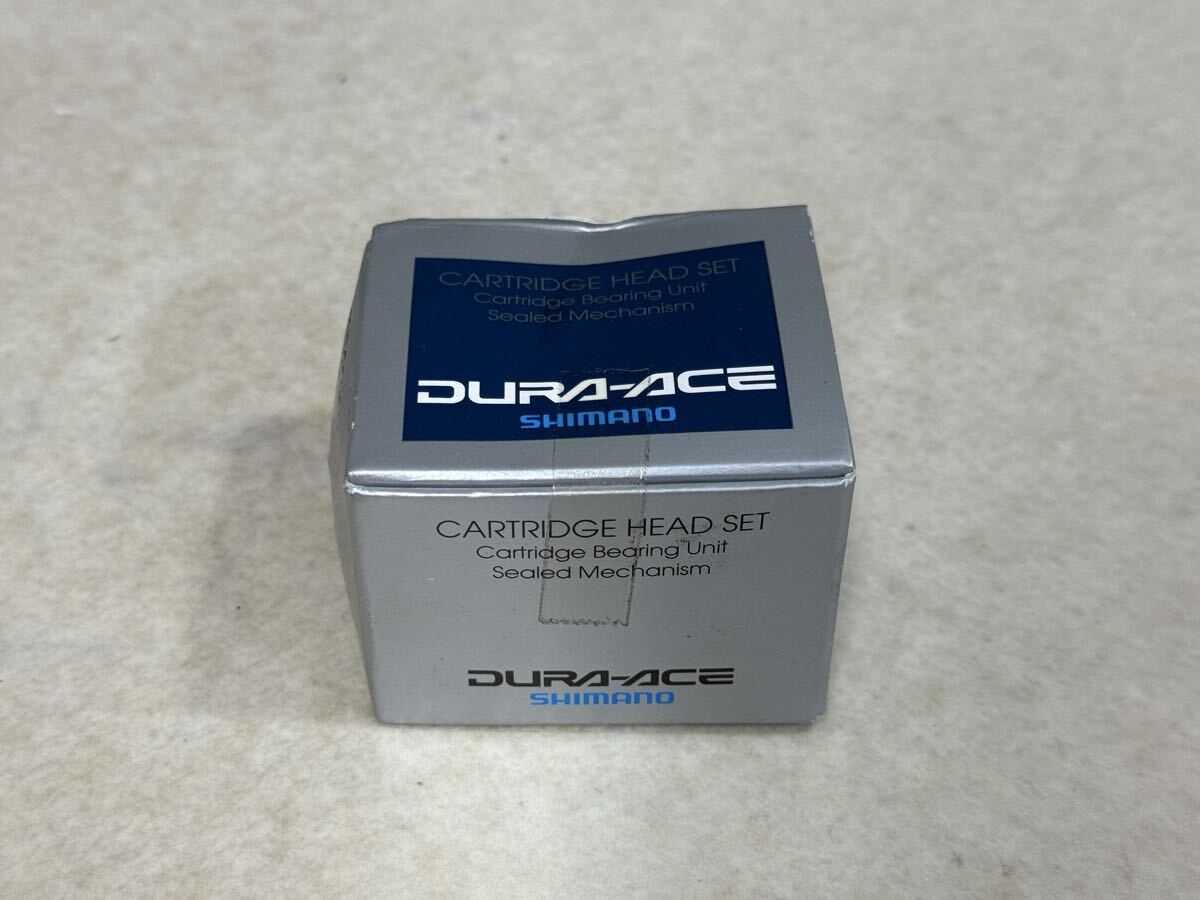 CARTRIDGE HEAD SET
Cartridge Bearing Unit
Sealed Mechanism
DURA-ACE
SHIMANO
CARTRIDGE HEAD SET
Cartridge Bearing Unit
Sealed Mechanism
DURA-ACE
SHIMANO